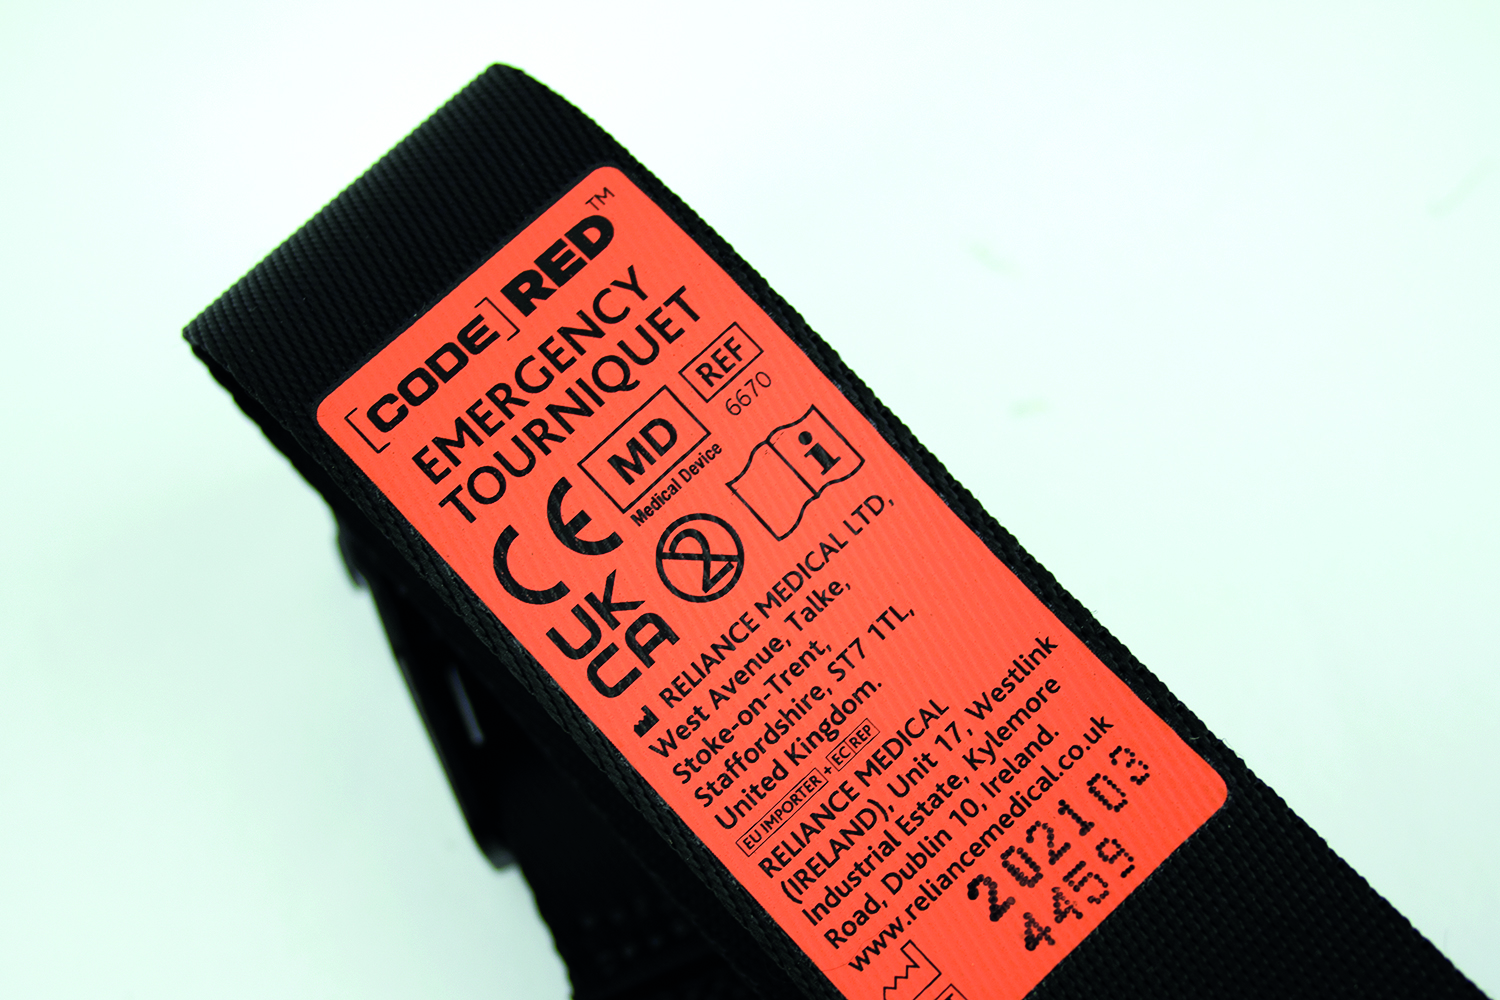 [CODE] RED™
EMERGENCY
TOURNIQUET
CE MD REF
Medical Device 6670
UK
CA
2
i
RELIANCE MEDICAL LTD,
West Avenue, Talke,
Stoke-on-Trent,
Staffordshire, ST7 1TL,
United Kingdom.
EU IMPORTER + EC REP
RELIANCE MEDICAL
(IRELAND), Unit 17, Westlink
Industrial Estate, Kylemore
Road, Dublin 10, Ireland.
www.reliancemedical.co.uk
202103
4459